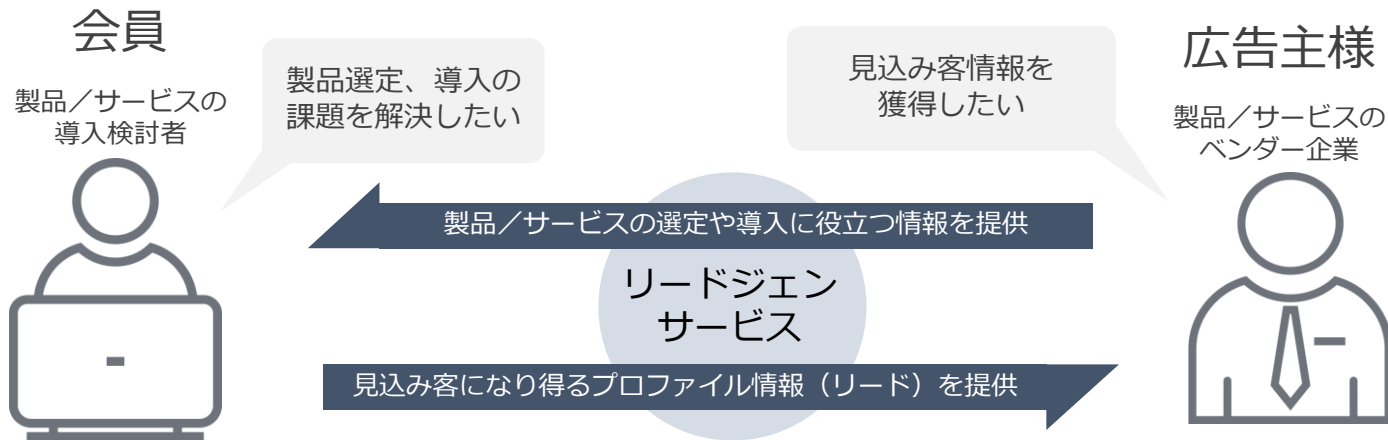 会員
製品／サービスの
導入検討者
製品選定、導入の
課題を解決したい
見込み客情報を
獲得したい
広告主様
製品／サービスの
ベンダー企業
製品／サービスの選定や導入に役立つ情報を提供
リードジェン
サービス
見込み客になり得るプロファイル情報（リード）を提供